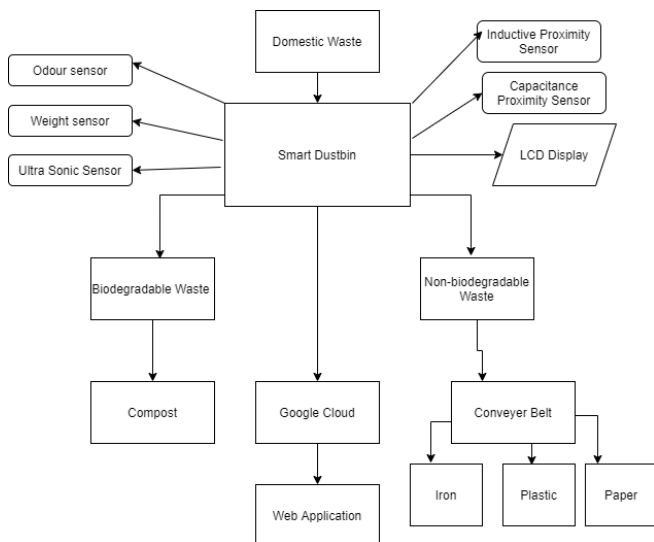 Domestic Waste
Inductive Proximity
Sensor
Odour sensor
Capacitance
Proximity Sensor
Weight sensor
Smart Dustbin
LCD Display
Ultra Sonic Sensor
Biodegradable Waste
Non-biodegradable
Waste
Compost
Google Cloud
Conveyer Belt
Iron
Plastic
Paper
Web Application